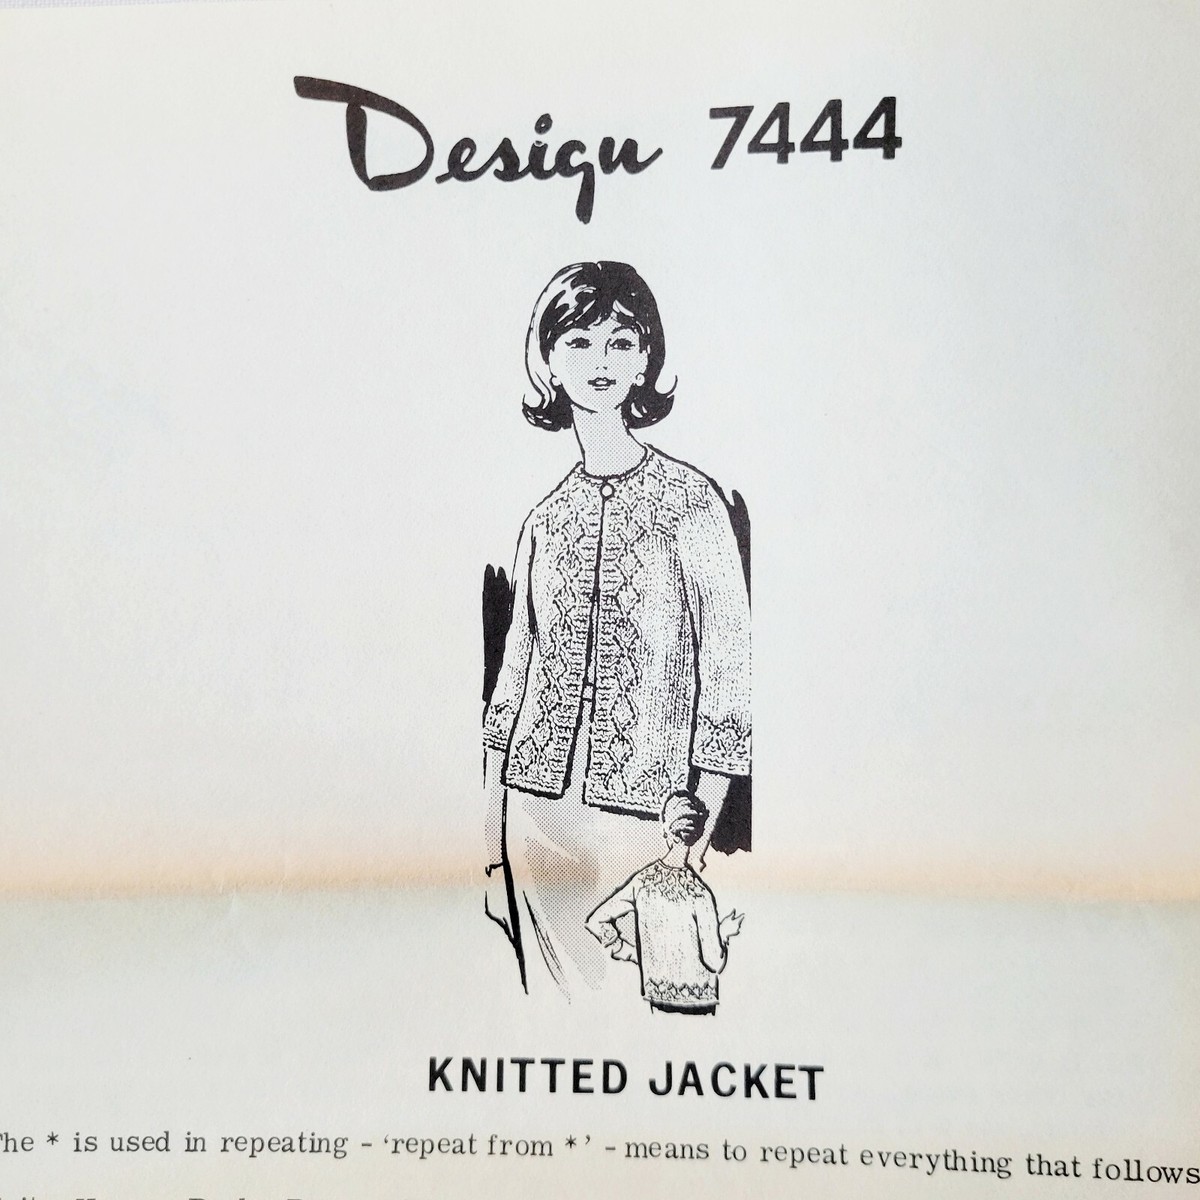 Design 7444
KNITTED JACKET
The * is used in repeating - 'repeat from *' - means to repeat everything that follows